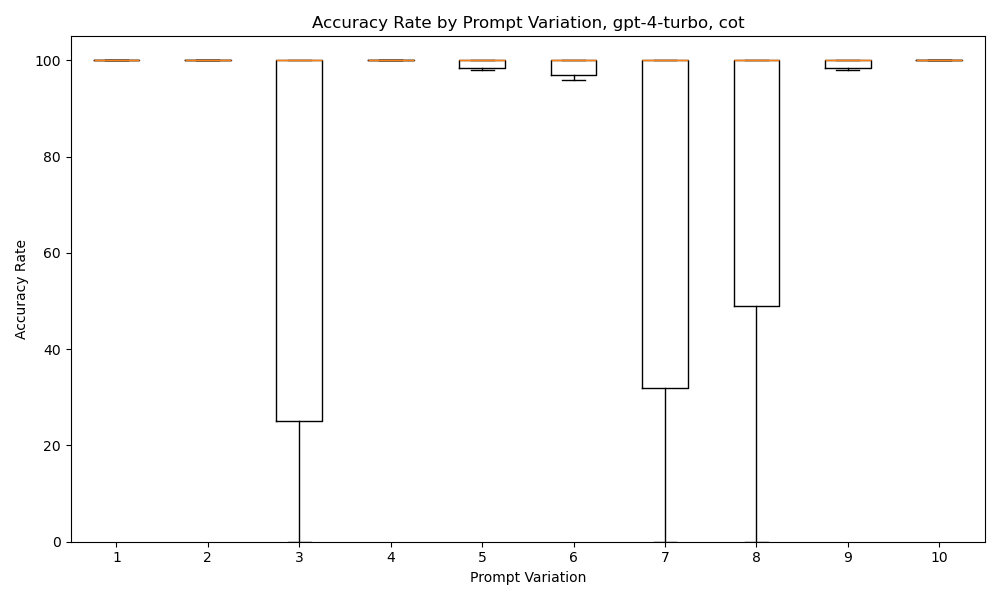 Accuracy Rate by Prompt Variation, gpt-4-turbo, cot
100
80
60
40
20
0
Accuracy Rate
1 2 3 4 5 6 7 8 9 10
Prompt Variation